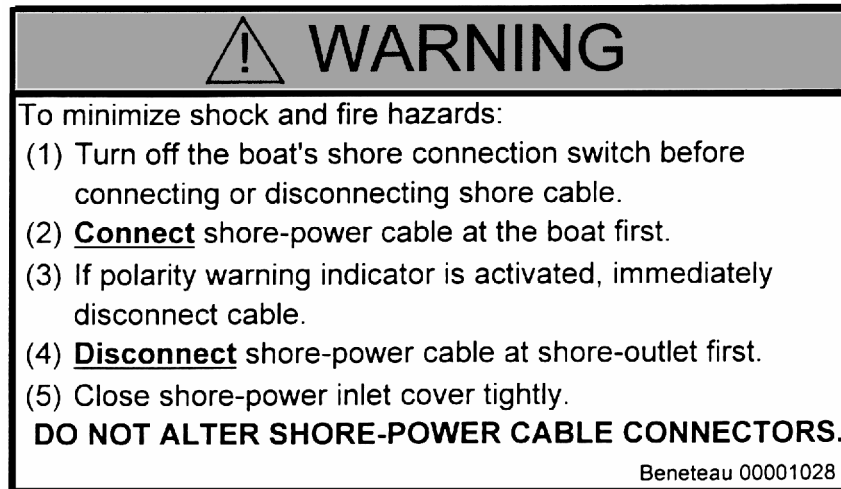 WARNING
To minimize shock and fire hazards:
(1) Turn off the boat's shore connection switch before
connecting or disconnecting shore cable.
(2) Connect shore-power cable at the boat first.
(3) If polarity warning indicator is activated, immediately
disconnect cable.
(4) Disconnect shore-power cable at shore-outlet first.
(5) Close shore-power inlet cover tightly.
DO NOT ALTER SHORE-POWER CABLE CONNECTORS.
Beneteau 00001028